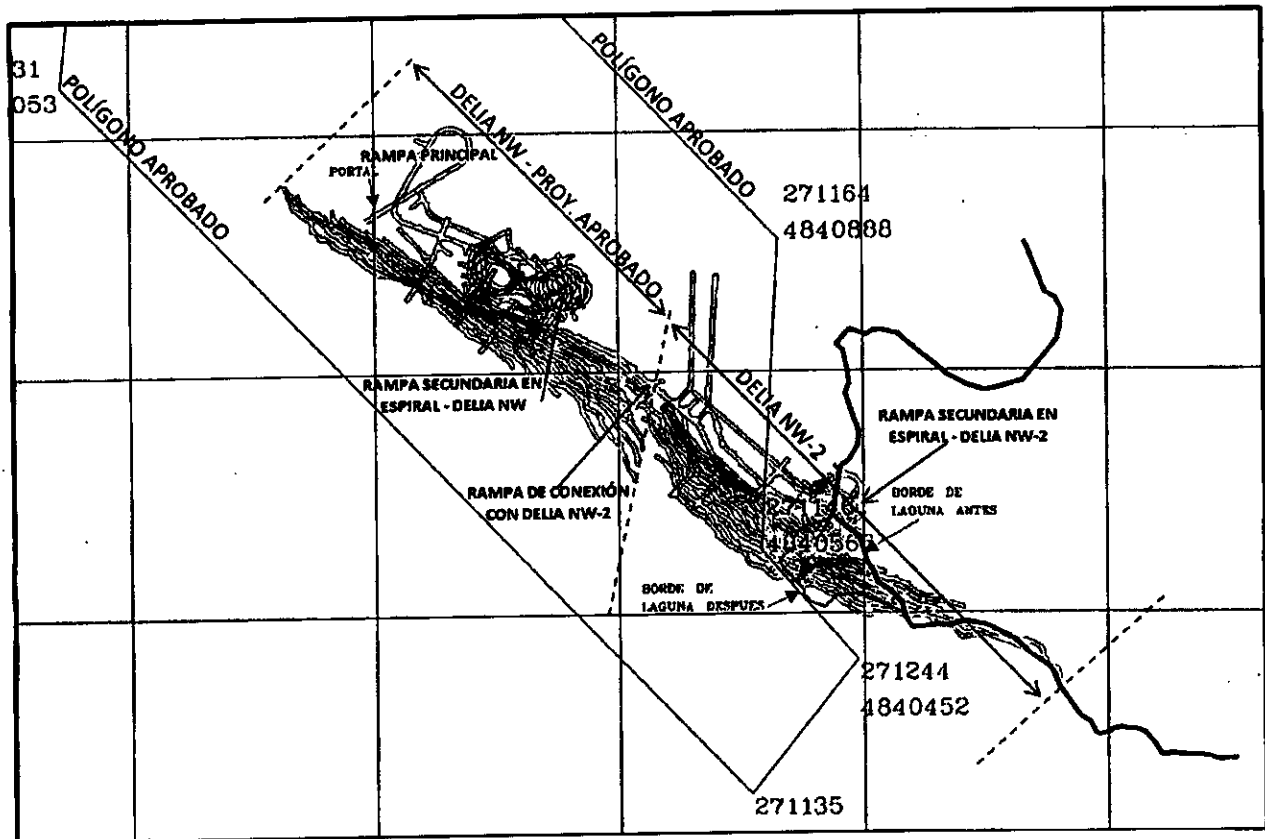 31
053
POLÍGONO APROBADO
DELIA NW - PROY. APROBADO
POLÍGONO APROBADO
RAMPA PRINCIPAL
PORTAL
271164
4840888
RAMPA SECUNDARIA EN
ESPIRAL - DELIA NW
DELIA NW-2
RAMPA SECUNDARIA EN
ESPIRAL - DELIA NW-2
RAMPA DE CONEXIÓN
CON DELIA NW-2
BORDE DE
LAGUNA ANTES
BORDE DE
LAGUNA DESPUES
271244
4840452
271135